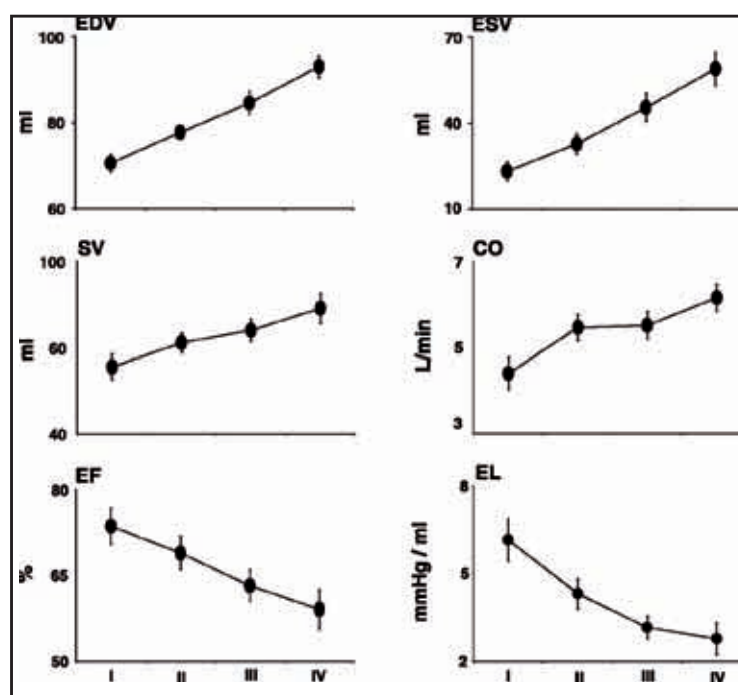 EDV
100
80
60
ml
ESV
70
40
10
ml
SV
100
60
40
ml
CO
7
5
3
L/min
EF
80
65
50
%
I II III IV
EL
8
5
2
mmHg / ml
I II III IV